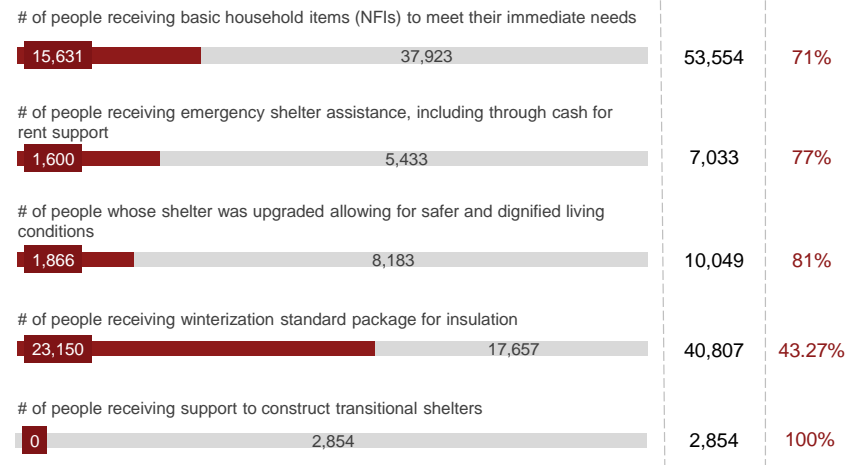 # of people receiving basic household items (NFIs) to meet their immediate needs
15,631 37,923 53,554 71%
# of people receiving emergency shelter assistance, including through cash for
rent support
1,600 5,433 7,033 77%
# of people whose shelter was upgraded allowing for safer and dignified living
conditions
1,866 8,183 10,049 81%
# of people receiving winterization standard package for insulation
23,150 17,657 40,807 43.27%
# of people receiving support to construct transitional shelters
0 2,854 2,854 100%